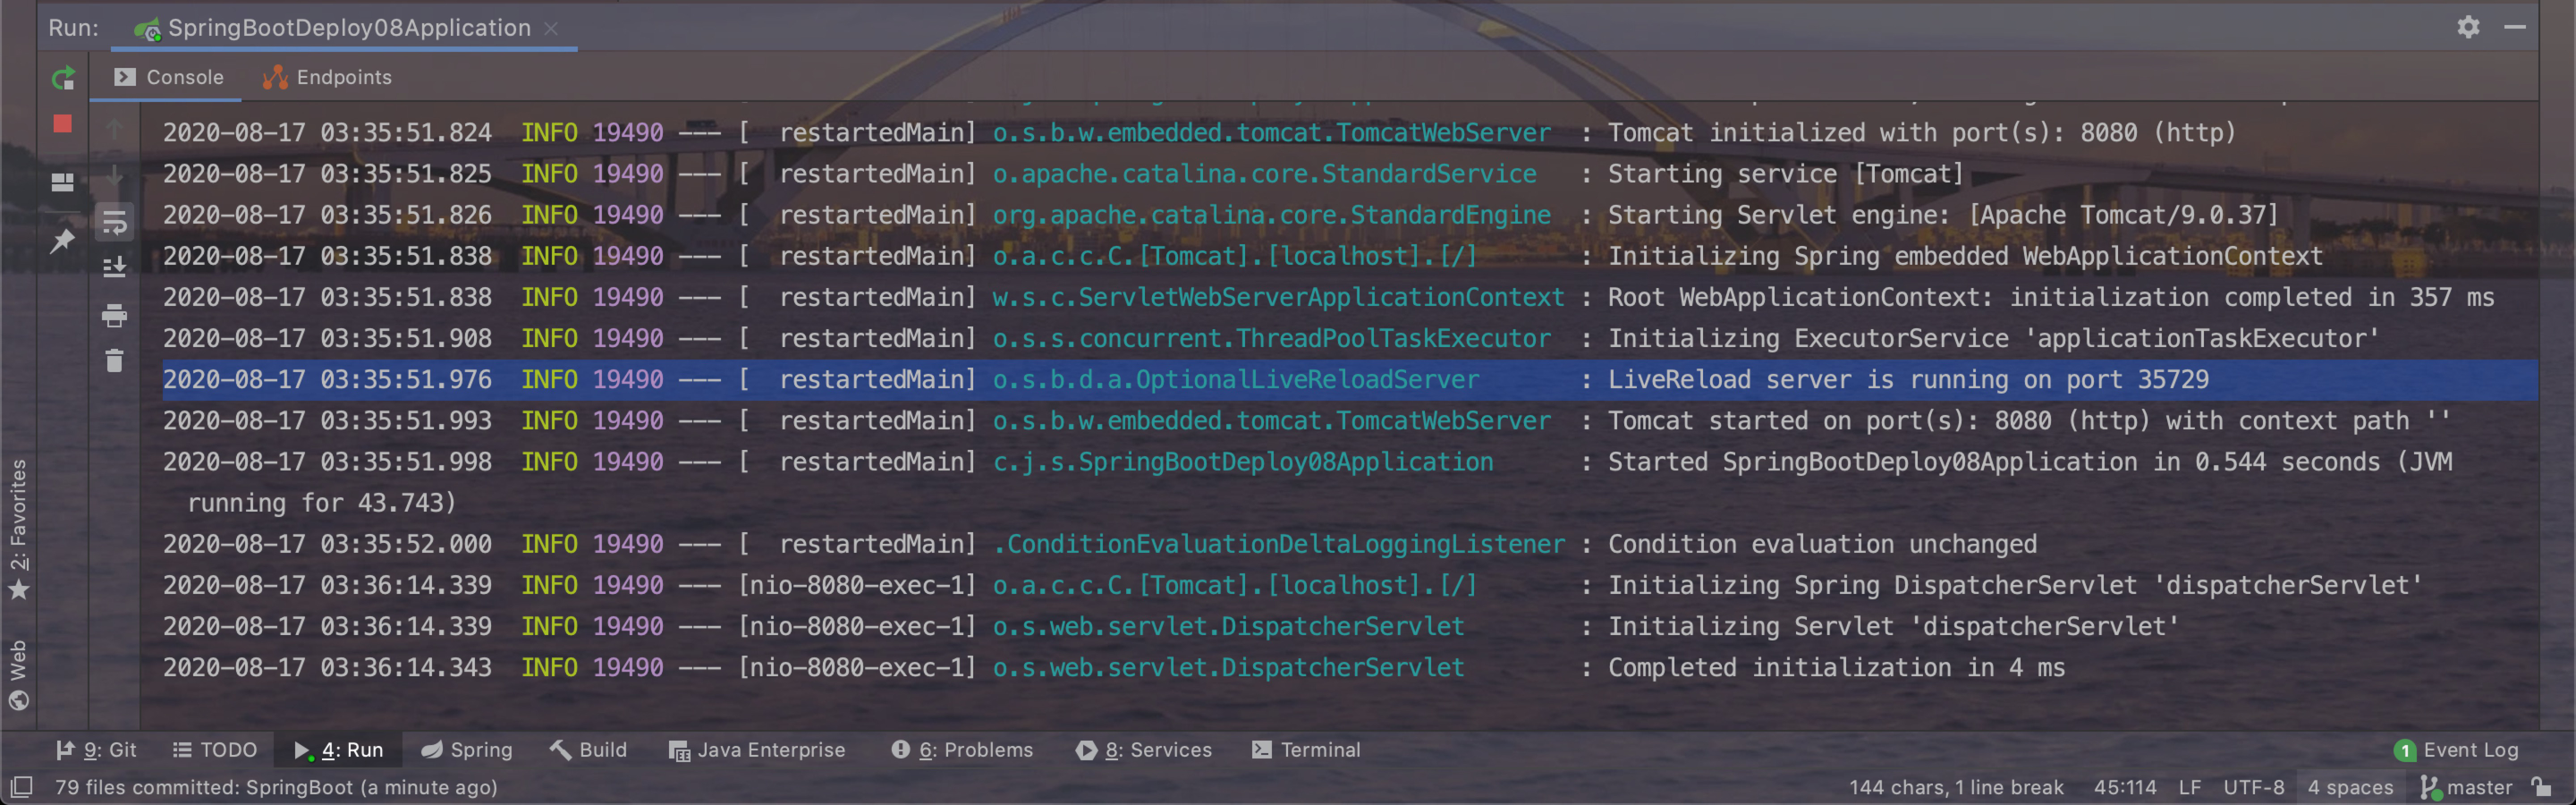 Run: SpringBootDeploy08Application
Console Endpoints
2020-08-17 03:35:51.824  INFO 19490 --- [  restartedMain] o.s.b.w.embedded.tomcat.TomcatWebServer  : Tomcat initialized with port(s): 8080 (http)
2020-08-17 03:35:51.825  INFO 19490 --- [  restartedMain] o.apache.catalina.core.StandardService   : Starting service [Tomcat]
2020-08-17 03:35:51.826  INFO 19490 --- [  restartedMain] org.apache.catalina.core.StandardEngine  : Starting Servlet engine: [Apache Tomcat/9.0.37]
2020-08-17 03:35:51.838  INFO 19490 --- [  restartedMain] o.a.c.c.C.[Tomcat].[localhost].[/]       : Initializing Spring embedded WebApplicationContext
2020-08-17 03:35:51.838  INFO 19490 --- [  restartedMain] w.s.c.ServletWebServerApplicationContext : Root WebApplicationContext: initialization completed in 357 ms
2020-08-17 03:35:51.908  INFO 19490 --- [  restartedMain] o.s.s.concurrent.ThreadPoolTaskExecutor  : Initializing ExecutorService 'applicationTaskExecutor'
2020-08-17 03:35:51.976  INFO 19490 --- [  restartedMain] o.s.b.d.a.OptionalLiveReloadServer       : LiveReload server is running on port 35729
2020-08-17 03:35:51.993  INFO 19490 --- [  restartedMain] o.s.b.w.embedded.tomcat.TomcatWebServer  : Tomcat started on port(s): 8080 (http) with context path ''
2020-08-17 03:35:51.998  INFO 19490 --- [  restartedMain] c.j.s.SpringBootDeploy08Application      : Started SpringBootDeploy08Application in 0.544 seconds (JVM
running for 43.743)
2020-08-17 03:35:52.000  INFO 19490 --- [  restartedMain] .ConditionEvaluationDeltaLoggingListener : Condition evaluation unchanged
2020-08-17 03:36:14.339  INFO 19490 --- [nio-8080-exec-1] o.a.c.c.C.[Tomcat].[localhost].[/]       : Initializing Spring DispatcherServlet 'dispatcherServlet'
2020-08-17 03:36:14.339  INFO 19490 --- [nio-8080-exec-1] o.s.web.servlet.DispatcherServlet        : Initializing Servlet 'dispatcherServlet'
2020-08-17 03:36:14.343  INFO 19490 --- [nio-8080-exec-1] o.s.web.servlet.DispatcherServlet        : Completed initialization in 4 ms
2: Favorites
Web
9: Git TODO 4: Run Spring Build Java Enterprise 6: Problems 8: Services Terminal 1 Event Log
79 files committed: SpringBoot (a minute ago) 144 chars, 1 line break 45:114 LF UTF-8 4 spaces master